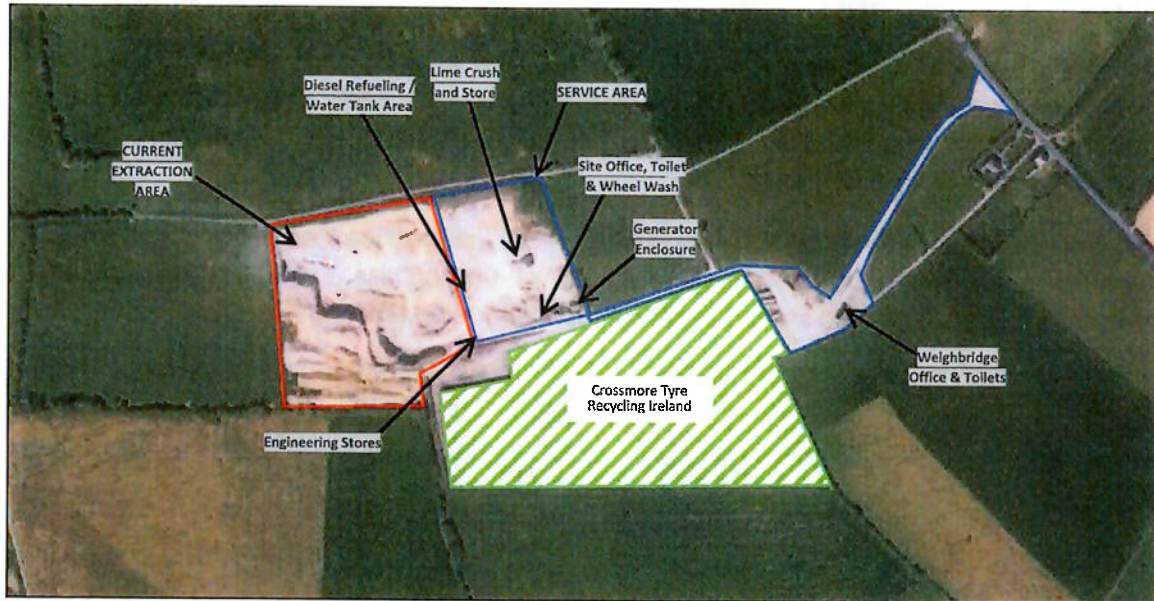 Diesel Refueling /
Water Tank Area
Lime Crush
and Store
SERVICE AREA
CURRENT
EXTRACTION
AREA
Site Office, Toilet
& Wheel Wash
Generator
Enclosure
Weighbridge
Office & Toilets
Crossmore Tyre
Recycling Ireland
Engineering Stores